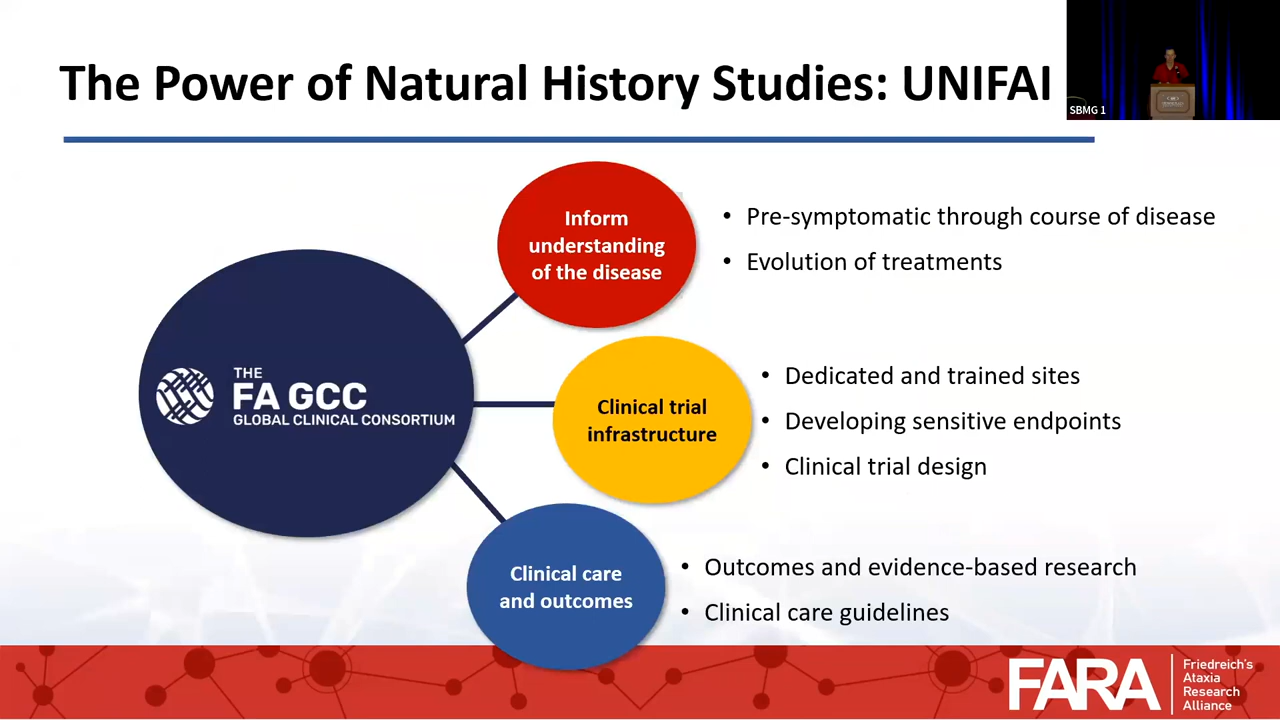 The Power of Natural History Studies: UNIFAI
SBMG 1
THE
FA GCC
GLOBAL CLINICAL CONSORTIUM
Inform
understanding
of the disease
• Pre-symptomatic through course of disease
• Evolution of treatments
Clinical trial
infrastructure
• Dedicated and trained sites
• Developing sensitive endpoints
• Clinical trial design
Clinical care
and outcomes
• Outcomes and evidence-based research
• Clinical care guidelines
FARA
Friedreich's
Ataxia
Research
Alliance